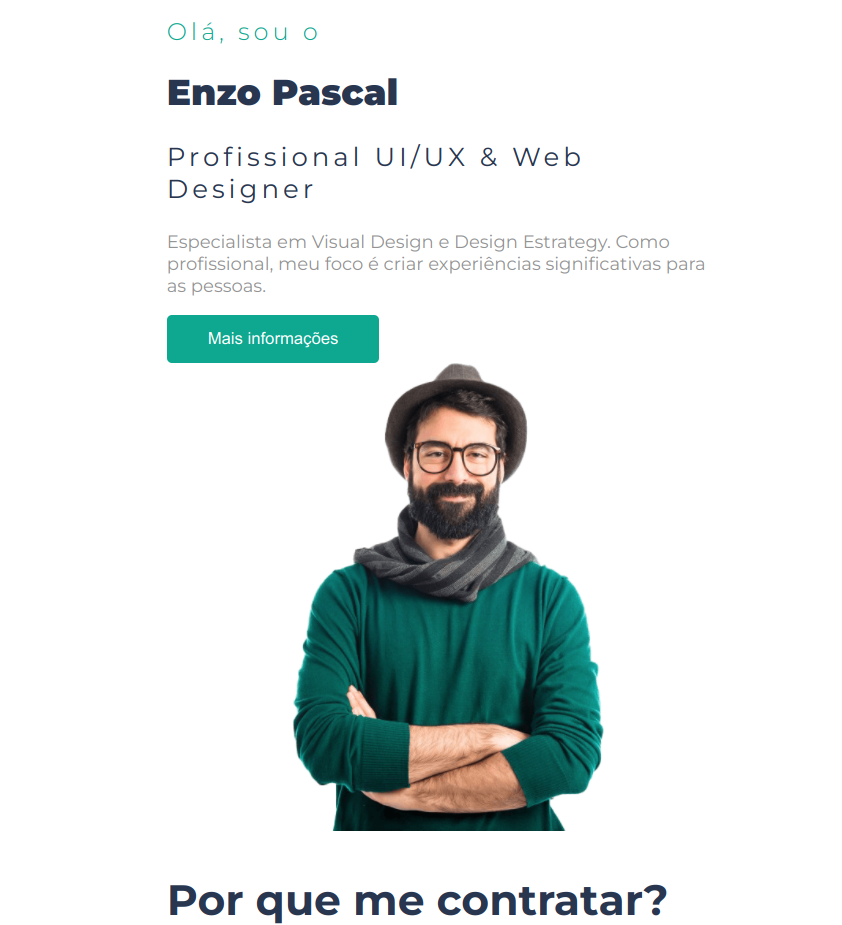 Olá, sou o
Enzo Pascal
Profissional UI/UX & Web
Designer
Especialista em Visual Design e Design Estrategy. Como
profissional, meu foco é criar experiências significativas para
as pessoas.
Mais informações
Por que me contratar?